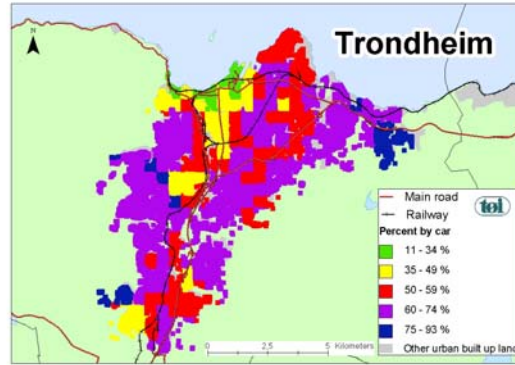 N
Trondheim
Main road
tøi
Railway
Percent by car
11 - 34 %
35 - 49 %
50 - 59 %
60 - 74 %
75 - 93 %
Other urban built up land
Kilometers
0 2,5 5